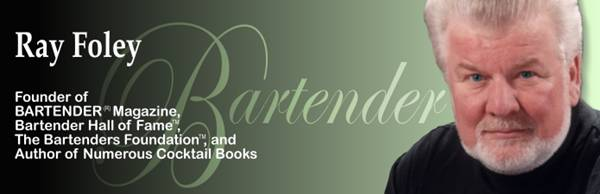 Ray Foley
Bartender
Founder of
BARTENDER(R) Magazine,
Bartender Hall of Fame™,
The Bartenders Foundation™, and
Author of Numerous Cocktail Books